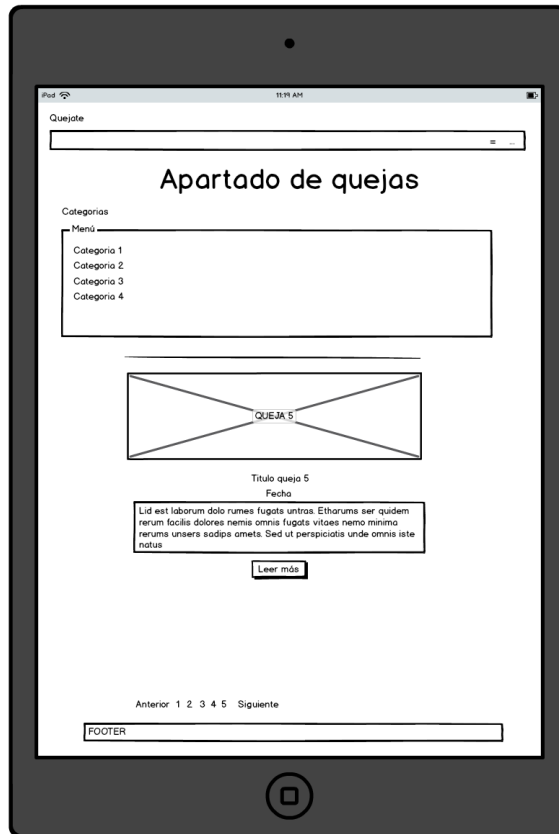 iPod
11:19 AM
Quejate
= ...
Apartado de quejas
Categorias
Menú
Categoria 1
Categoria 2
Categoria 3
Categoria 4
QUEJA 5
Titulo queja 5
Fecha
Lid est laborum dolo rumes fugats untras. Etharums ser quidem
rerum facilis dolores nemis omnis fugats vitaes nemo minima
rerums unsers sadips amets. Sed ut perspiciatis unde omnis iste
natus
Leer más
Anterior 1 2 3 4 5 Siguiente
FOOTER